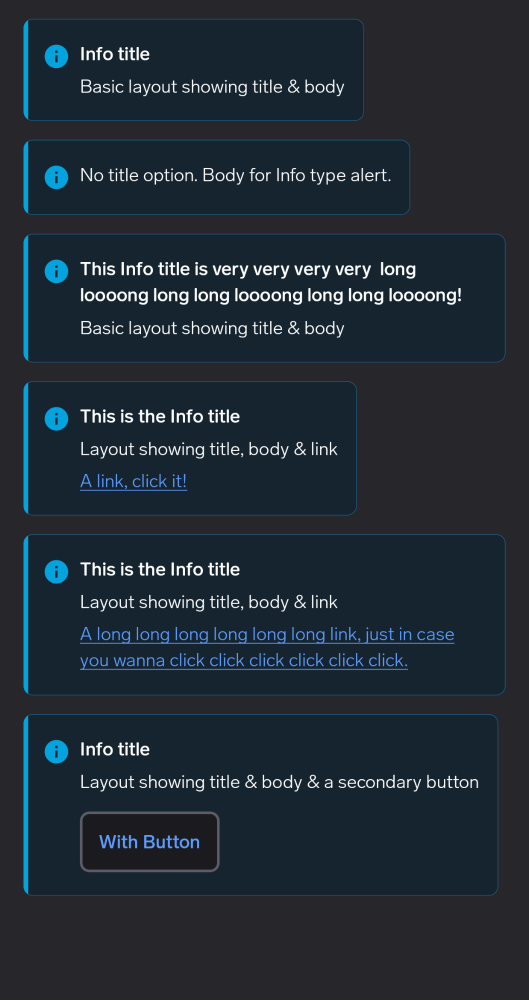 Info title
Basic layout showing title & body
No title option. Body for Info type alert.
This Info title is very very very very  long
loooong long long loooong long long loooong!
Basic layout showing title & body
This is the Info title
Layout showing title, body & link
A link, click it!
This is the Info title
Layout showing title, body & link
A long long long long long long link, just in case
you wanna click click click click click click.
Info title
Layout showing title & body & a secondary button
With Button